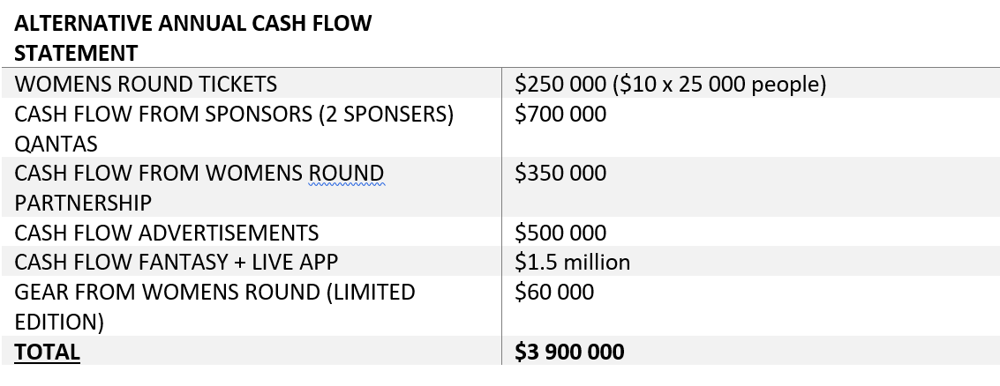 ALTERNATIVE ANNUAL CASH FLOW
STATEMENT
WOMENS ROUND TICKETS $250 000 ($10 x 25 000 people)
CASH FLOW FROM SPONSORS (2 SPONSERS) $700 000
QANTAS
CASH FLOW FROM WOMENS ROUND $350 000
PARTNERSHIP
CASH FLOW ADVERTISEMENTS $500 000
CASH FLOW FANTASY + LIVE APP $1.5 million
GEAR FROM WOMENS ROUND (LIMITED $60 000
EDITION)
TOTAL $3 900 000